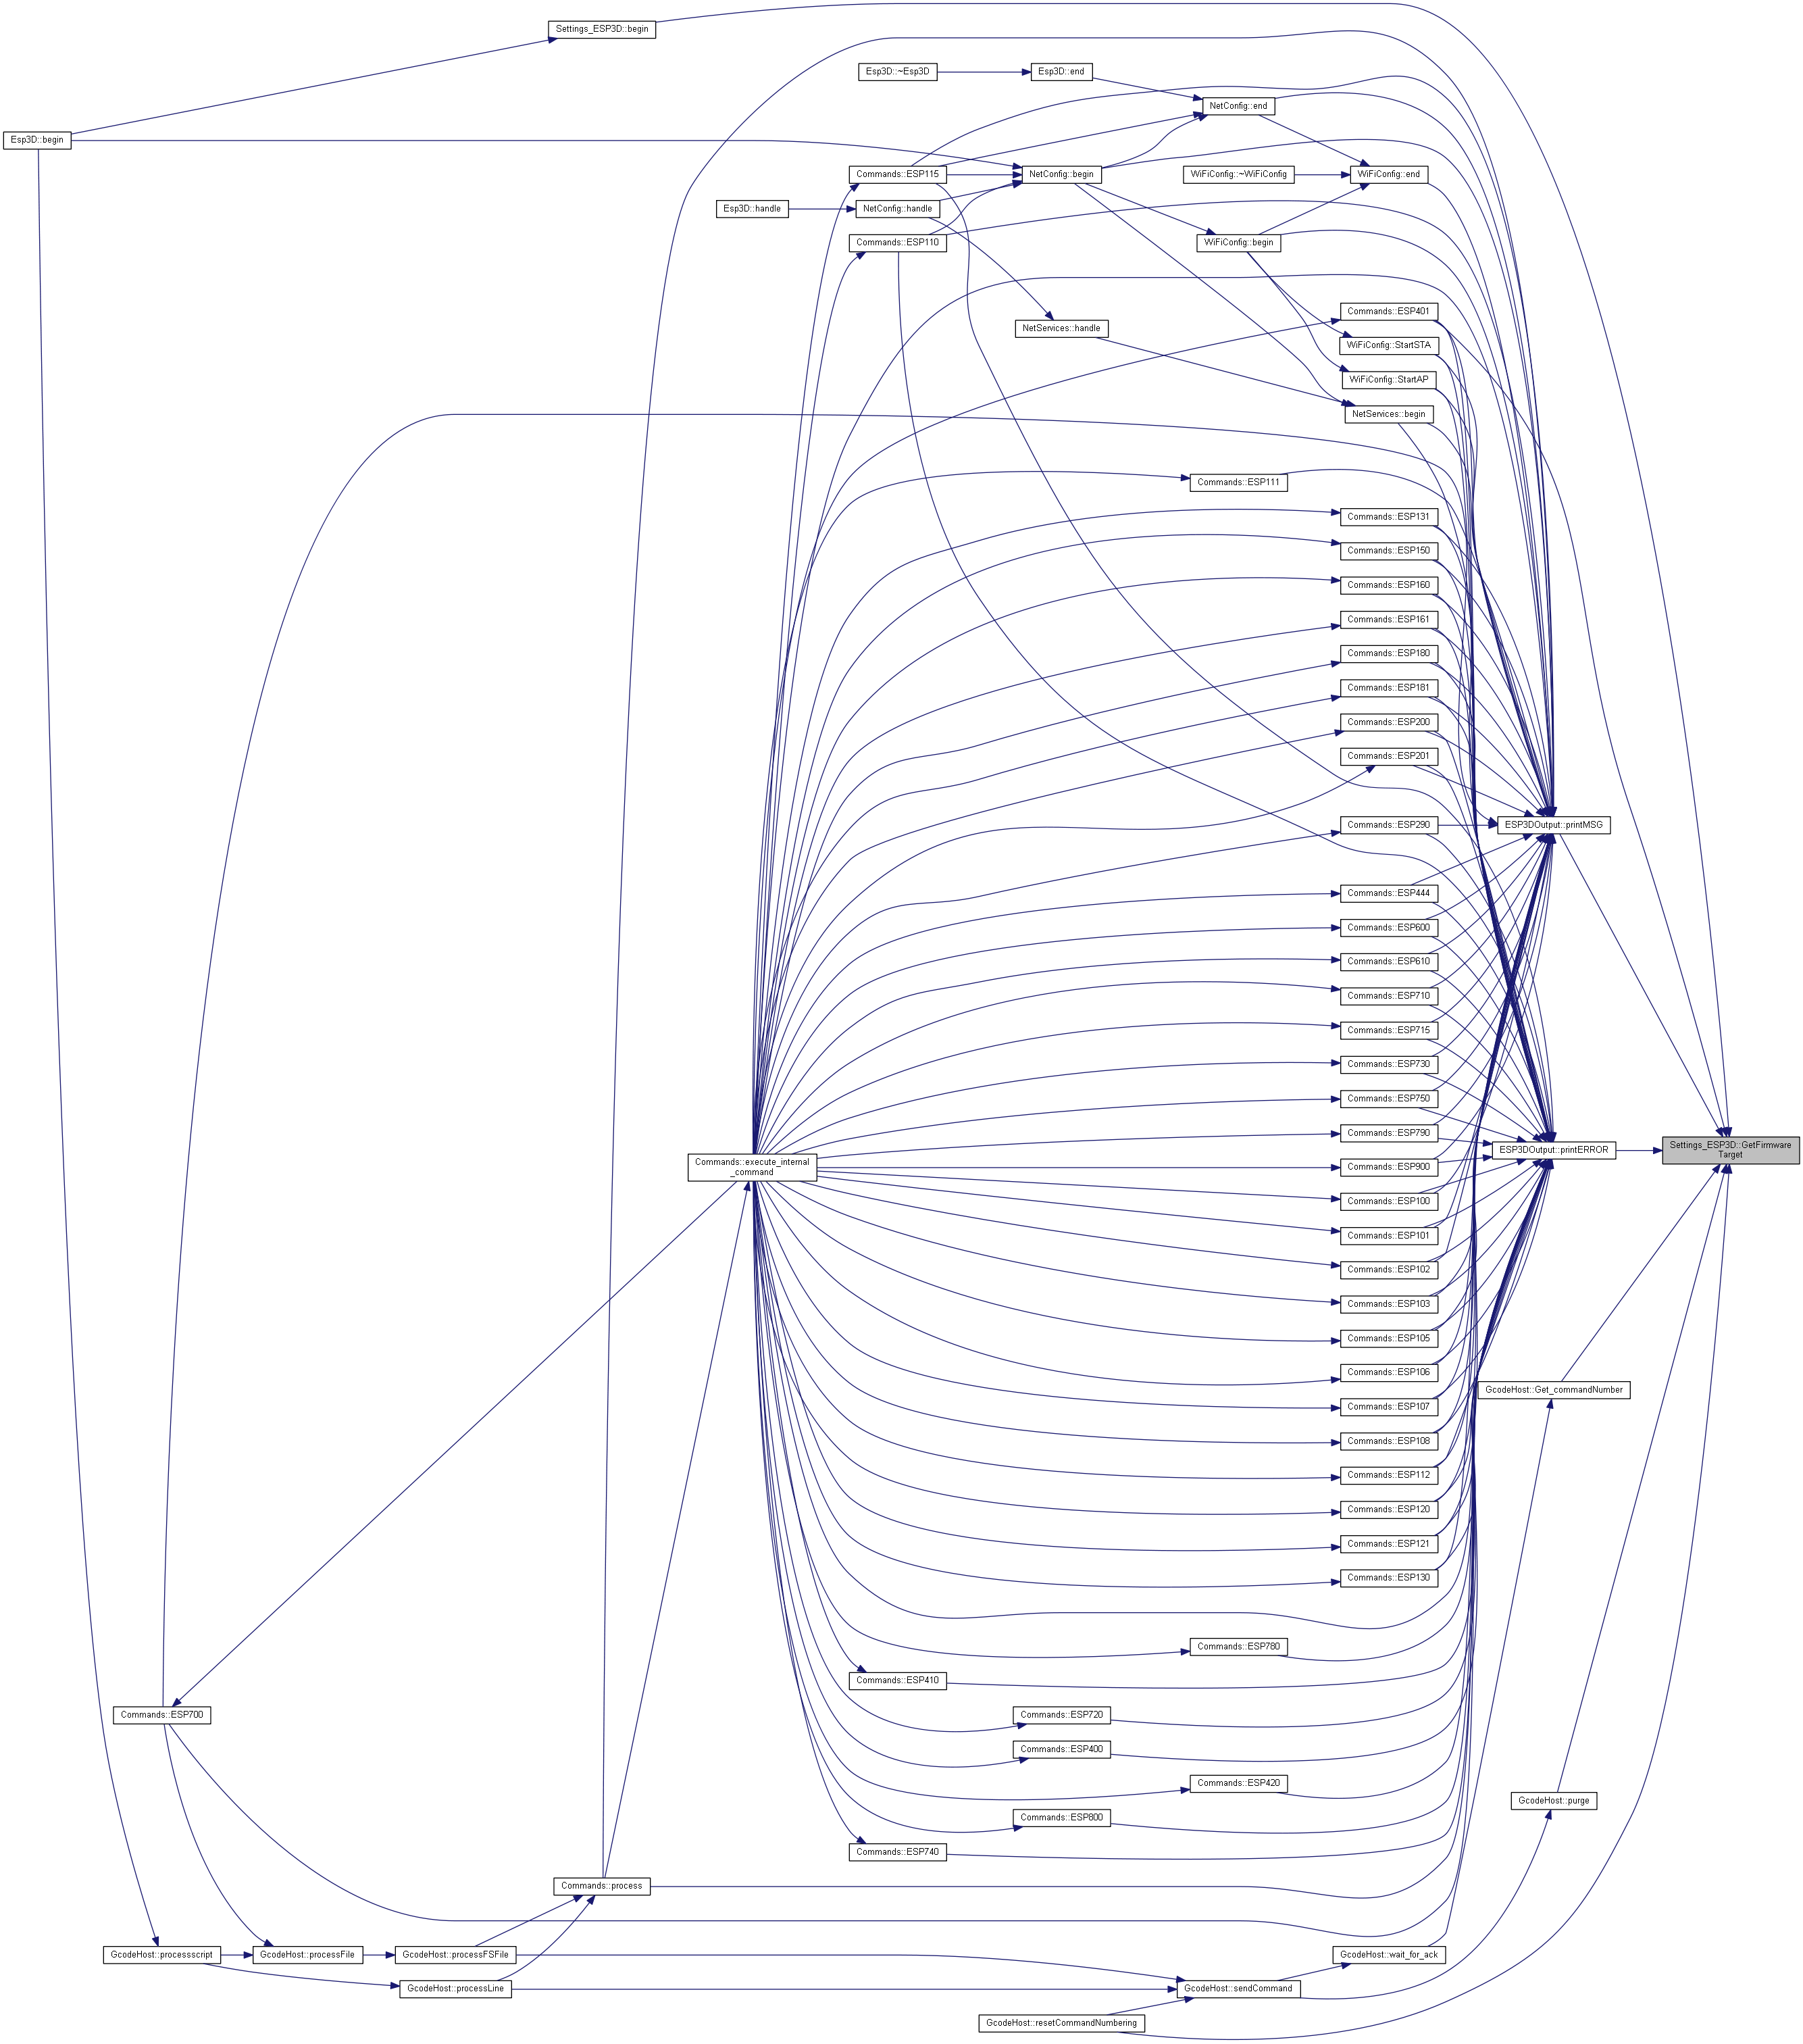 Settings_ESP3D::begin
Esp3D::~Esp3D
Esp3D::end
NetConfig::end
Esp3D::begin
Commands::ESP115
NetConfig::begin
WiFiConfig::~WiFiConfig
WiFiConfig::end
Esp3D::handle
NetConfig::handle
Commands::ESP110
WiFiConfig::begin
Commands::ESP401
NetServices::handle
WiFiConfig::StartSTA
WiFiConfig::StartAP
NetServices::begin
Commands::ESP111
Commands::ESP131
Commands::ESP150
Commands::ESP160
Commands::ESP161
Commands::ESP180
Commands::ESP181
Commands::ESP200
Commands::ESP201
Commands::ESP290
ESP3DOutput::printMSG
Commands::ESP444
Commands::ESP600
Commands::ESP610
Commands::ESP710
Commands::ESP715
Commands::ESP730
Commands::ESP750
Commands::ESP790
Commands::execute_internal
_command
Commands::ESP900
ESP3DOutput::printERROR
Settings_ESP3D::GetFirmware
Target
Commands::ESP100
Commands::ESP101
Commands::ESP102
Commands::ESP103
Commands::ESP105
Commands::ESP106
GcodeHost::Get_commandNumber
Commands::ESP107
Commands::ESP108
Commands::ESP112
Commands::ESP120
Commands::ESP121
Commands::ESP130
Commands::ESP780
Commands::ESP410
Commands::ESP700
Commands::ESP720
Commands::ESP400
Commands::ESP420
GcodeHost::purge
Commands::ESP800
Commands::ESP740
Commands::process
GcodeHost::processscript
GcodeHost::processFile
GcodeHost::processFSFile
GcodeHost::wait_for_ack
GcodeHost::processLine
GcodeHost::sendCommand
GcodeHost::resetCommandNumbering